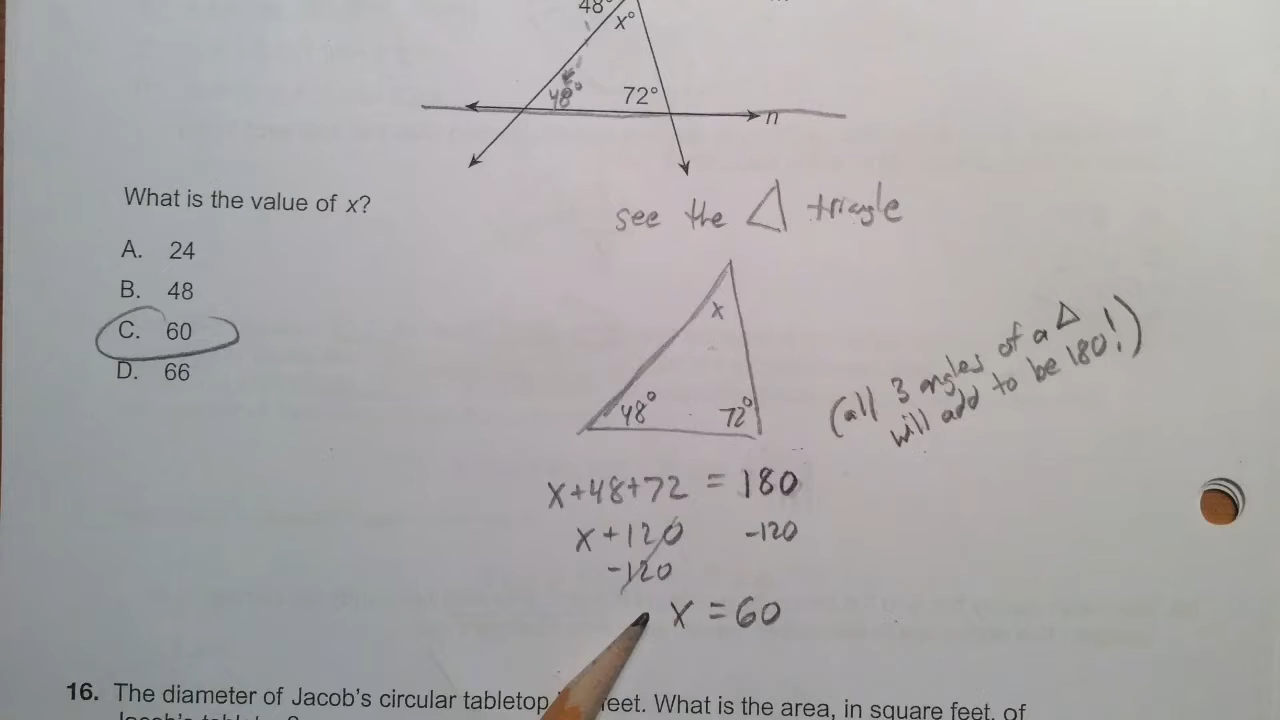 48°
x°
48°
72°
n
What is the value of x?
see the △ triangle
A. 24
B. 48
C. 60
D. 66
x
48°
72°
(all 3 angles of a △
will add to be 180!)
x+48+72 = 180
x+120 -120
-120
x = 60
16. The diameter of Jacob's circular tabletop feet. What is the area, in square feet, of
Jacob's